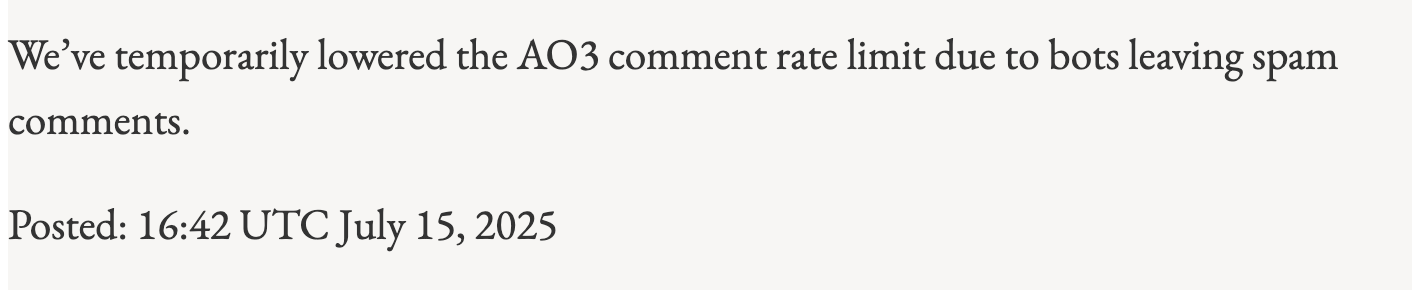 We’ve temporarily lowered the AO3 comment rate limit due to bots leaving spam
comments.
Posted: 16:42 UTC July 15, 2025